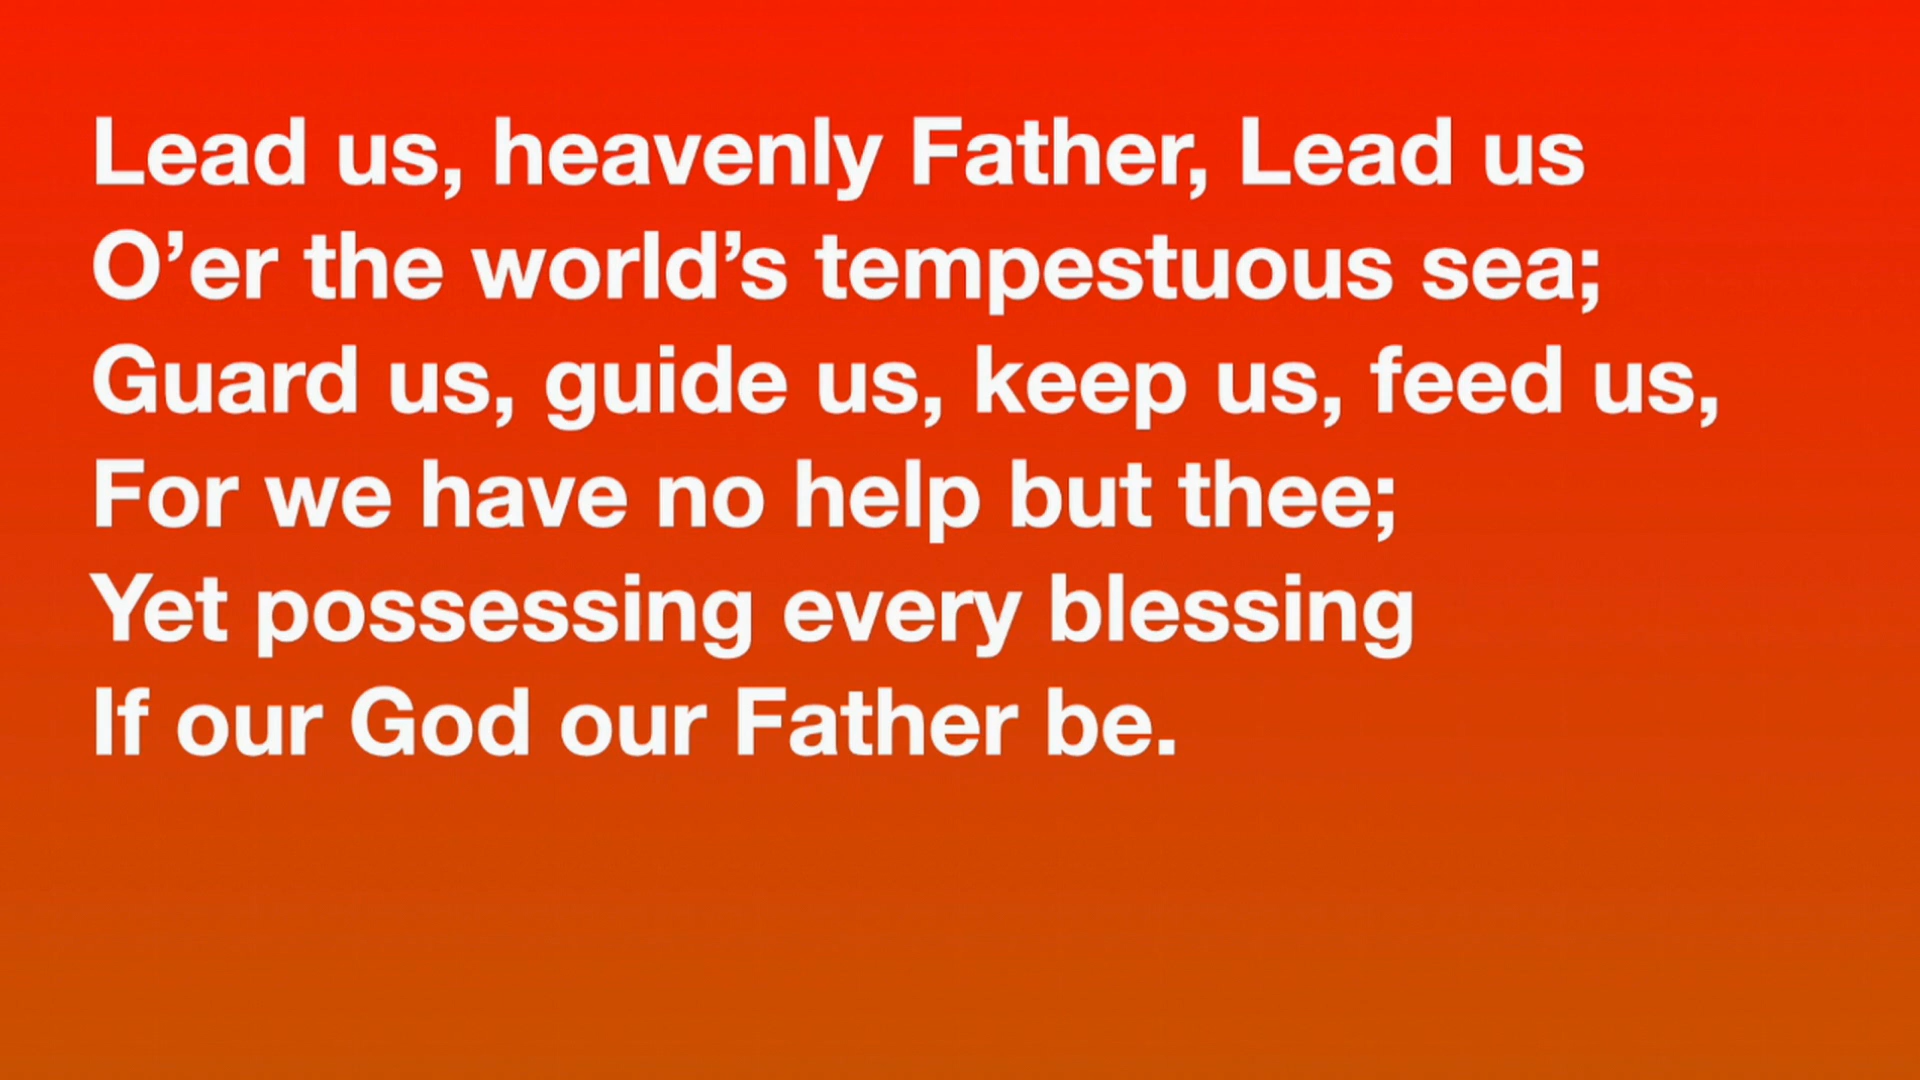 Lead us, heavenly Father, Lead us
O’er the world’s tempestuous sea;
Guard us, guide us, keep us, feed us,
For we have no help but thee;
Yet possessing every blessing
If our God our Father be.